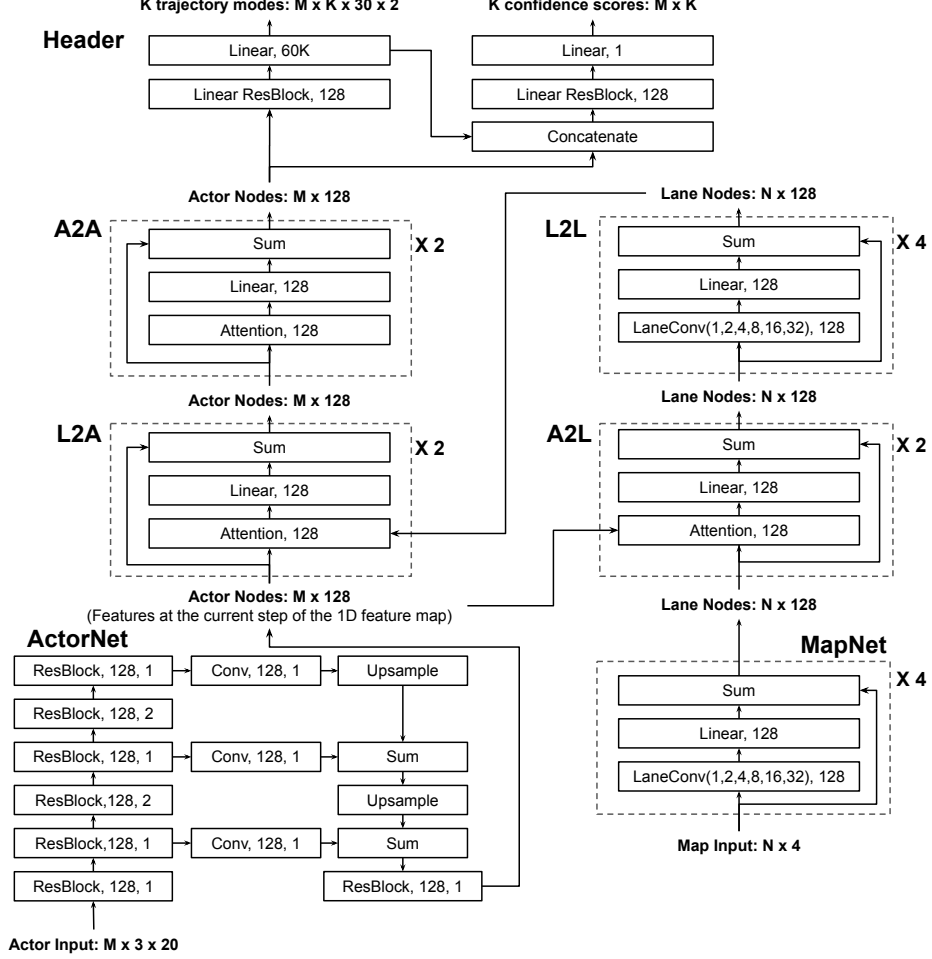 K trajectory modes: M x K x 30 x 2
K confidence scores: M x K
Header
Linear, 60K
Linear, 1
Linear ResBlock, 128
Linear ResBlock, 128
Concatenate
Actor Nodes: M x 128
Lane Nodes: N x 128
A2A
Sum
X 2
Linear, 128
Attention, 128
L2L
Sum
X 4
Linear, 128
LaneConv(1,2,4,8,16,32), 128
Actor Nodes: M x 128
Lane Nodes: N x 128
L2A
Sum
X 2
Linear, 128
Attention, 128
A2L
Sum
X 2
Linear, 128
Attention, 128
Actor Nodes: M x 128
(Features at the current step of the 1D feature map)
Lane Nodes: N x 128
ActorNet
ResBlock, 128, 1
Conv, 128, 1
Upsample
ResBlock, 128, 2
ResBlock, 128, 1
Conv, 128, 1
Sum
ResBlock,128, 2
Upsample
ResBlock,128, 1
Conv, 128, 1
Sum
ResBlock, 128, 1
ResBlock, 128, 1
Actor Input: M x 3 x 20
MapNet
Sum
X 4
Linear, 128
LaneConv(1,2,4,8,16,32), 128
Map Input: N x 4